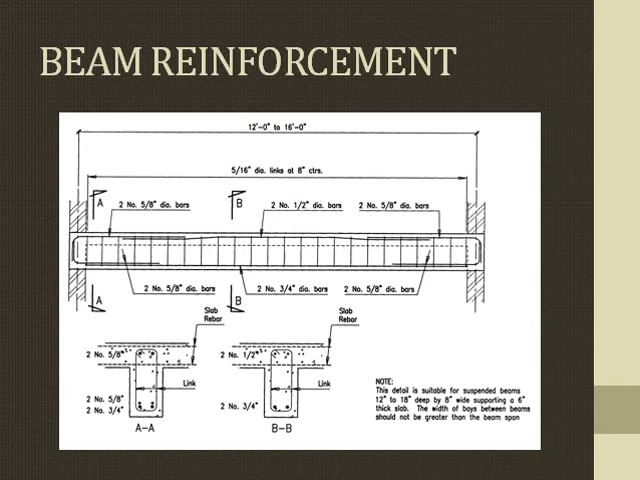 BEAM REINFORCEMENT
12'-0" to 16'-0"
5/16" dia. links at 8" ctrs.
A
B
2 No. 5/8" dia. bars
2 No. 1/2" dia. bars
2 No. 5/8" dia. bars
2 No. 5/8" dia. bars
2 No. 3/4" dia. bars
2 No. 5/8" dia. bars
A
B
Slab
Rebar
Slab
Rebar
2 No. 5/8"
2 No. 1/2"
Link
Link
2 No. 5/8"
2 No. 3/4"
2 No. 3/4"
A-A
B-B
NOTE:
This detail is suitable for suspended beams
12" to 18" deep by 8" wide supporting a 6"
thick slab. The width of bays between beams
should not be greater than the beam span